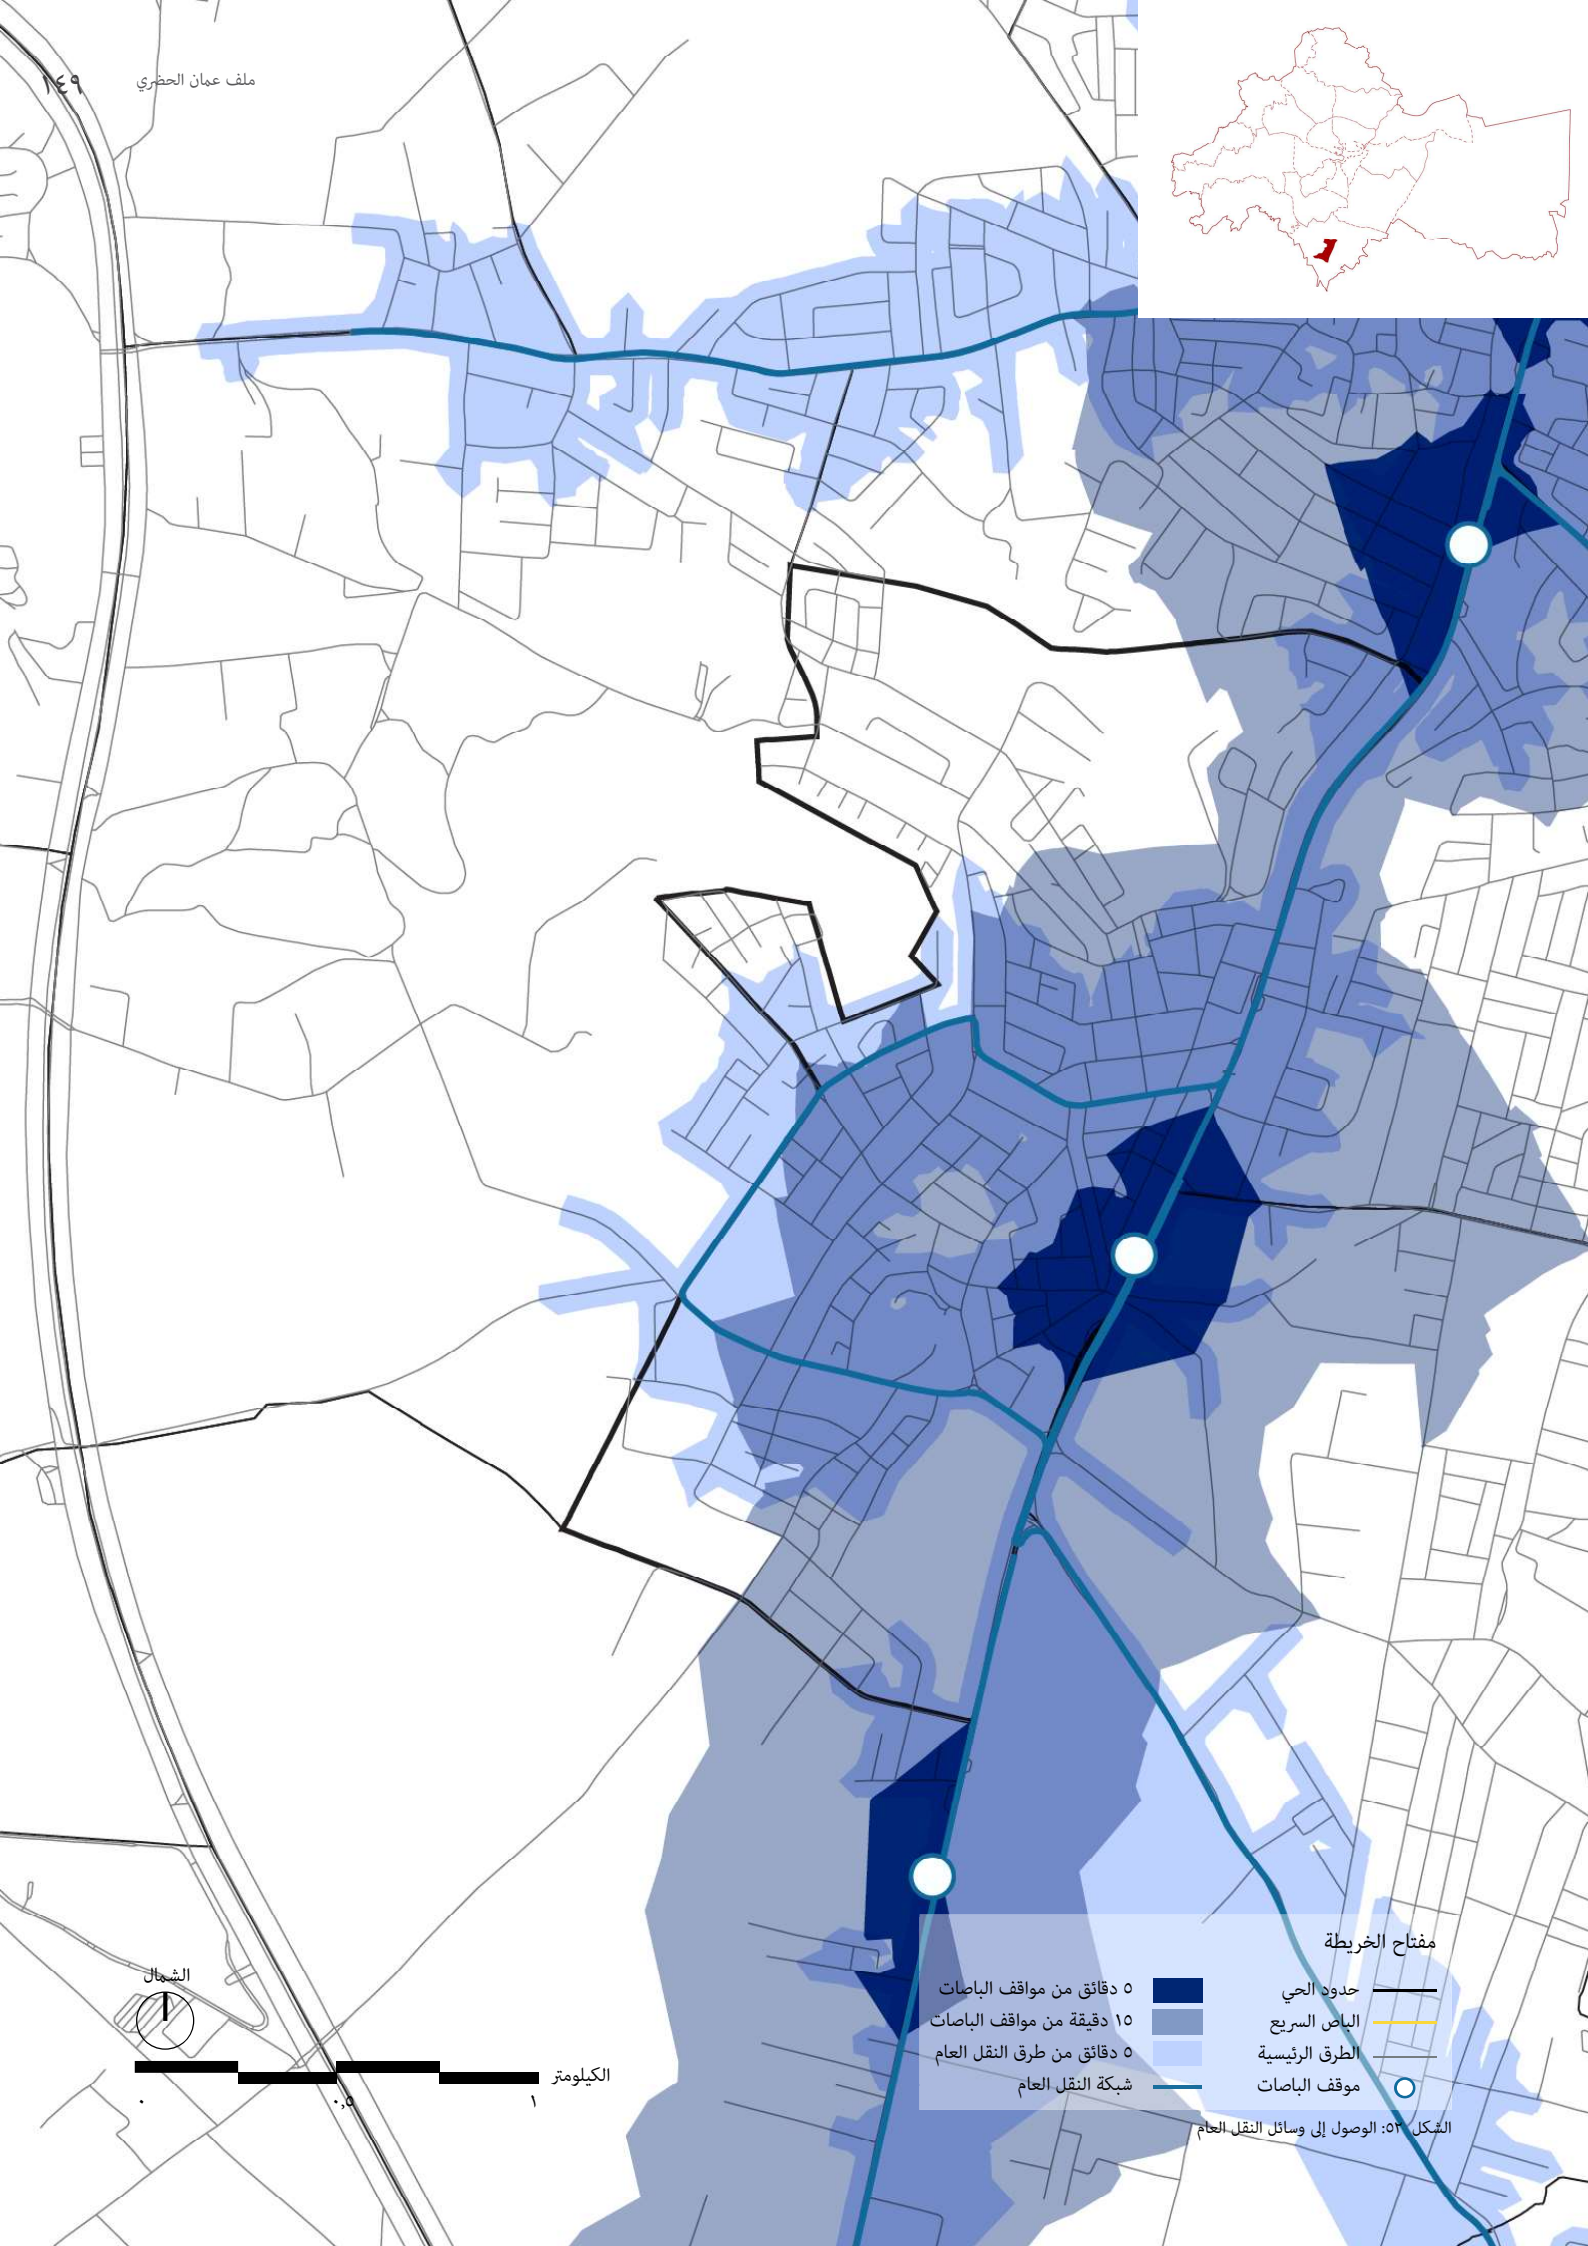 ١٤٩
ملف عمان الحضري
مفتاح الخريطة
حدود الحي
الباص السريع
الطرق الرئيسية
موقف الباصات
٥ دقائق من مواقف الباصات
١٥ دقيقة من مواقف الباصات
٥ دقائق من طرق النقل العام
شبكة النقل العام
الشكل ٥٢: الوصول إلى وسائل النقل العام
الشمال
الكيلومتر
٠
٠,٥
١